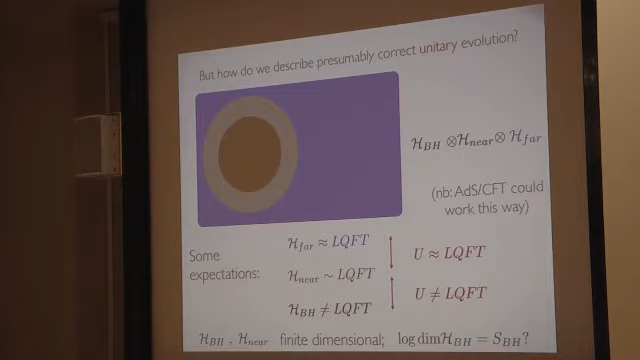 But how do we describe presumably correct unitary evolution?
ℋ_BH ⊗ℋ_near⊗ ℋ_far
(nb: AdS/CFT could
work this way)
Some
expectations:
ℋ_far ≈ LQFT
ℋ_near ∼ LQFT
ℋ_BH ≠ LQFT
U ≈ LQFT
U ≠ LQFT
ℋ_BH , ℋ_near finite dimensional; log dimℋ_BH = S_BH?